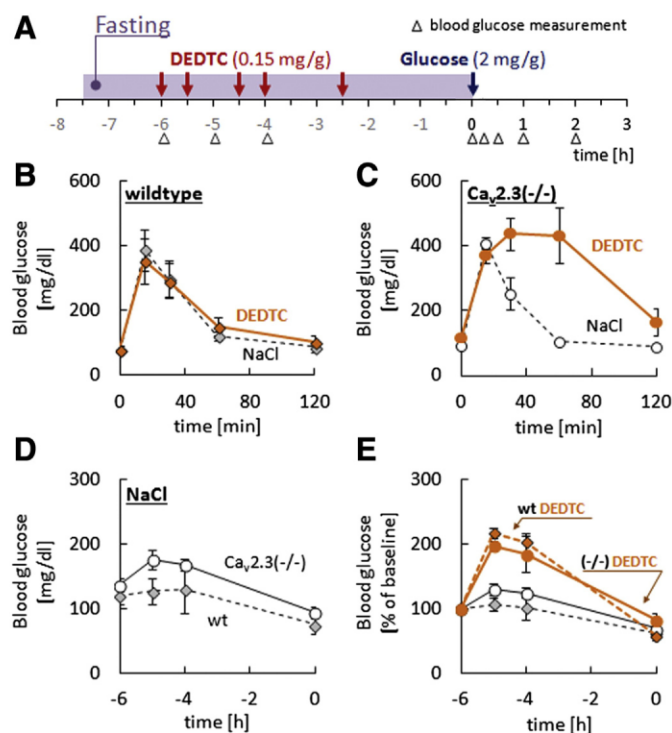 A
Fasting
Δ blood glucose measurement
DEDTC (0.15 mg/g)
Glucose (2 mg/g)
-8 -7 -6 -5 -4 -3 -2 -1 0 1 2 3
time [h]
B
wildtype
Blood glucose
[mg/dl]
600
400
200
0
DEDTC
NaCl
0 40 80 120
time [min]
C
Cav2.3(-/-)
Blood glucose
[mg/dl]
600
400
200
0
DEDTC
NaCl
0 40 80 120
time [min]
D
NaCl
Blood glucose
[mg/dl]
300
200
100
0
Cav2.3(-/-)
wt
-6 -4 -2 0
time [h]
E
Blood glucose
[% of baseline]
300
200
100
0
wt DEDTC
(-/-) DEDTC
-6 -4 -2 0
time [h]